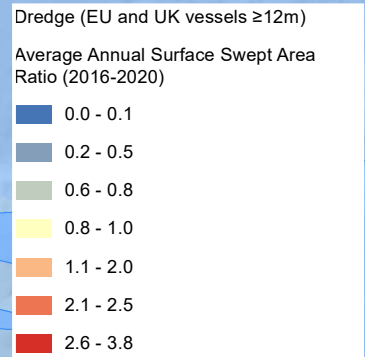 Dredge (EU and UK vessels ≥12m)
Average Annual Surface Swept Area
Ratio (2016-2020)
0.0 - 0.1
0.2 - 0.5
0.6 - 0.8
0.8 - 1.0
1.1 - 2.0
2.1 - 2.5
2.6 - 3.8